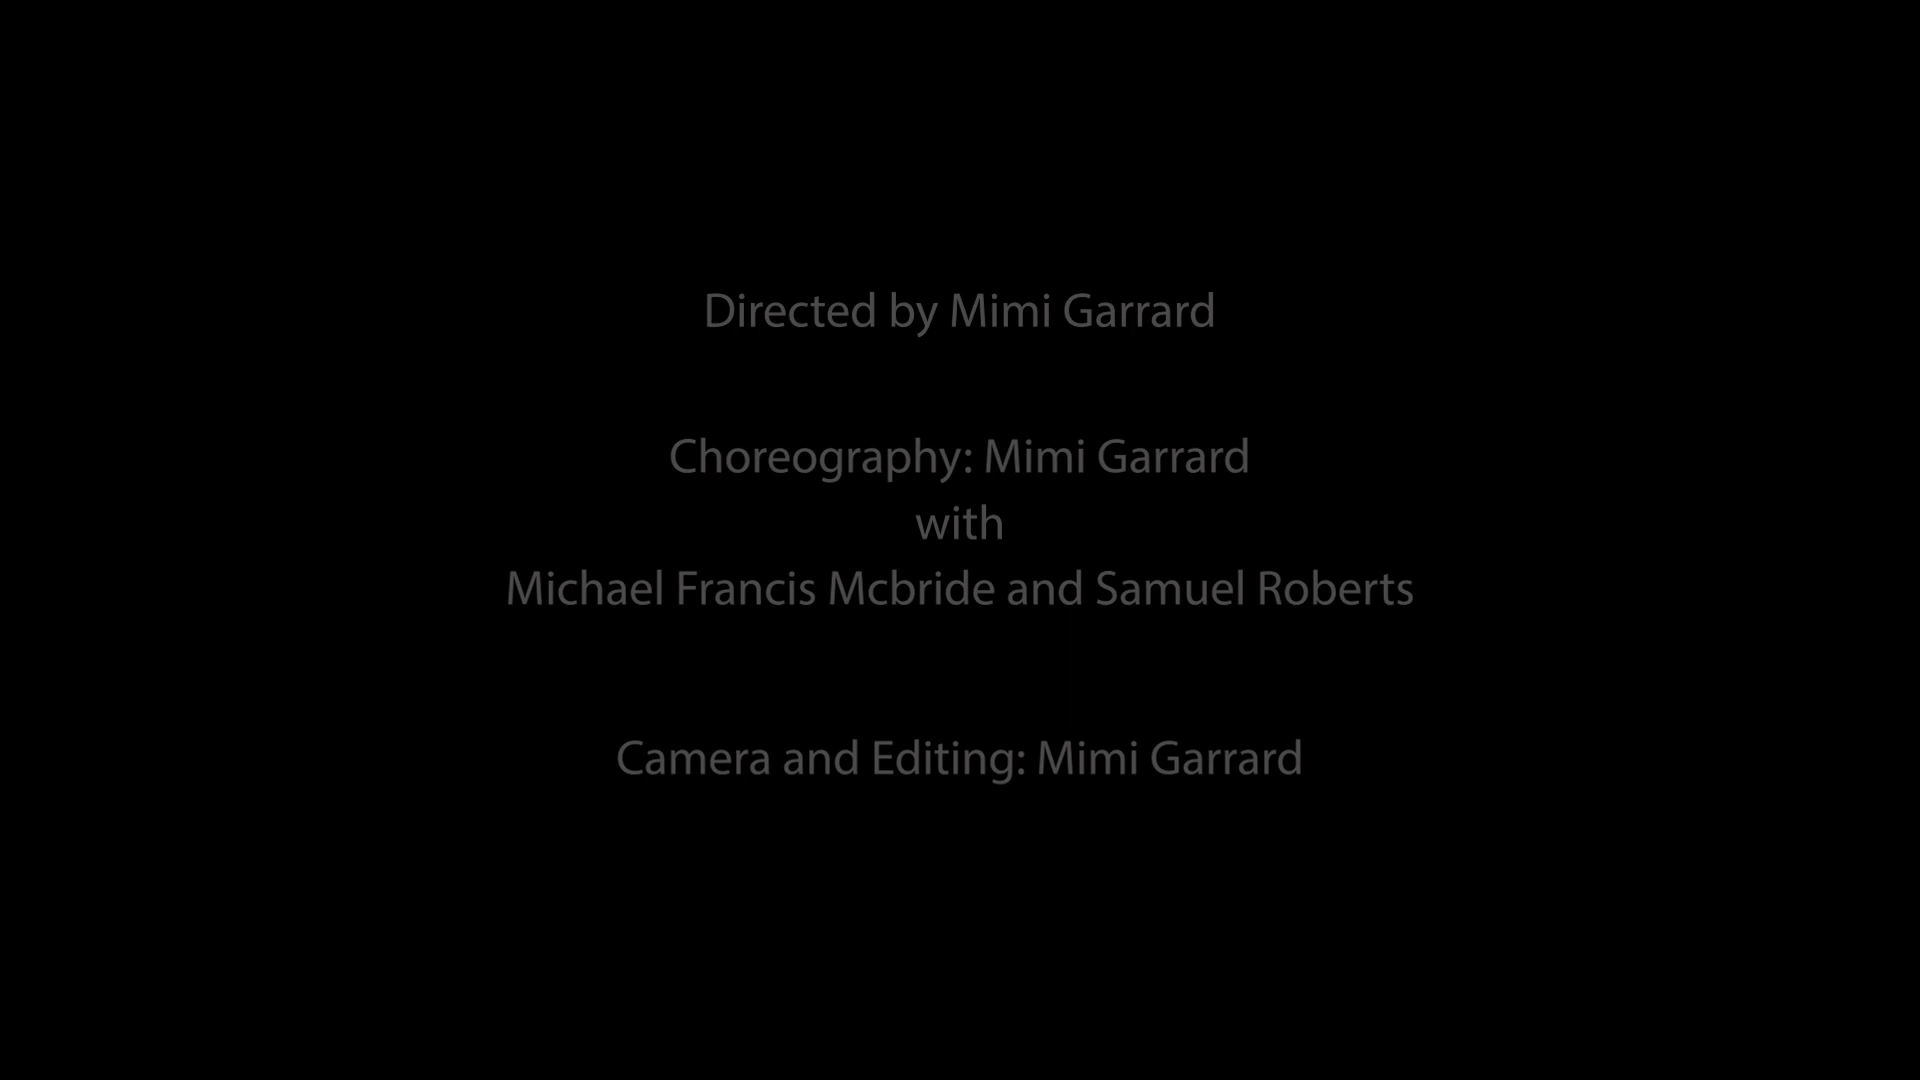 Directed by Mimi Garrard
Choreography: Mimi Garrard
with
Michael Francis Mcbride and Samuel Roberts
Camera and Editing: Mimi Garrard